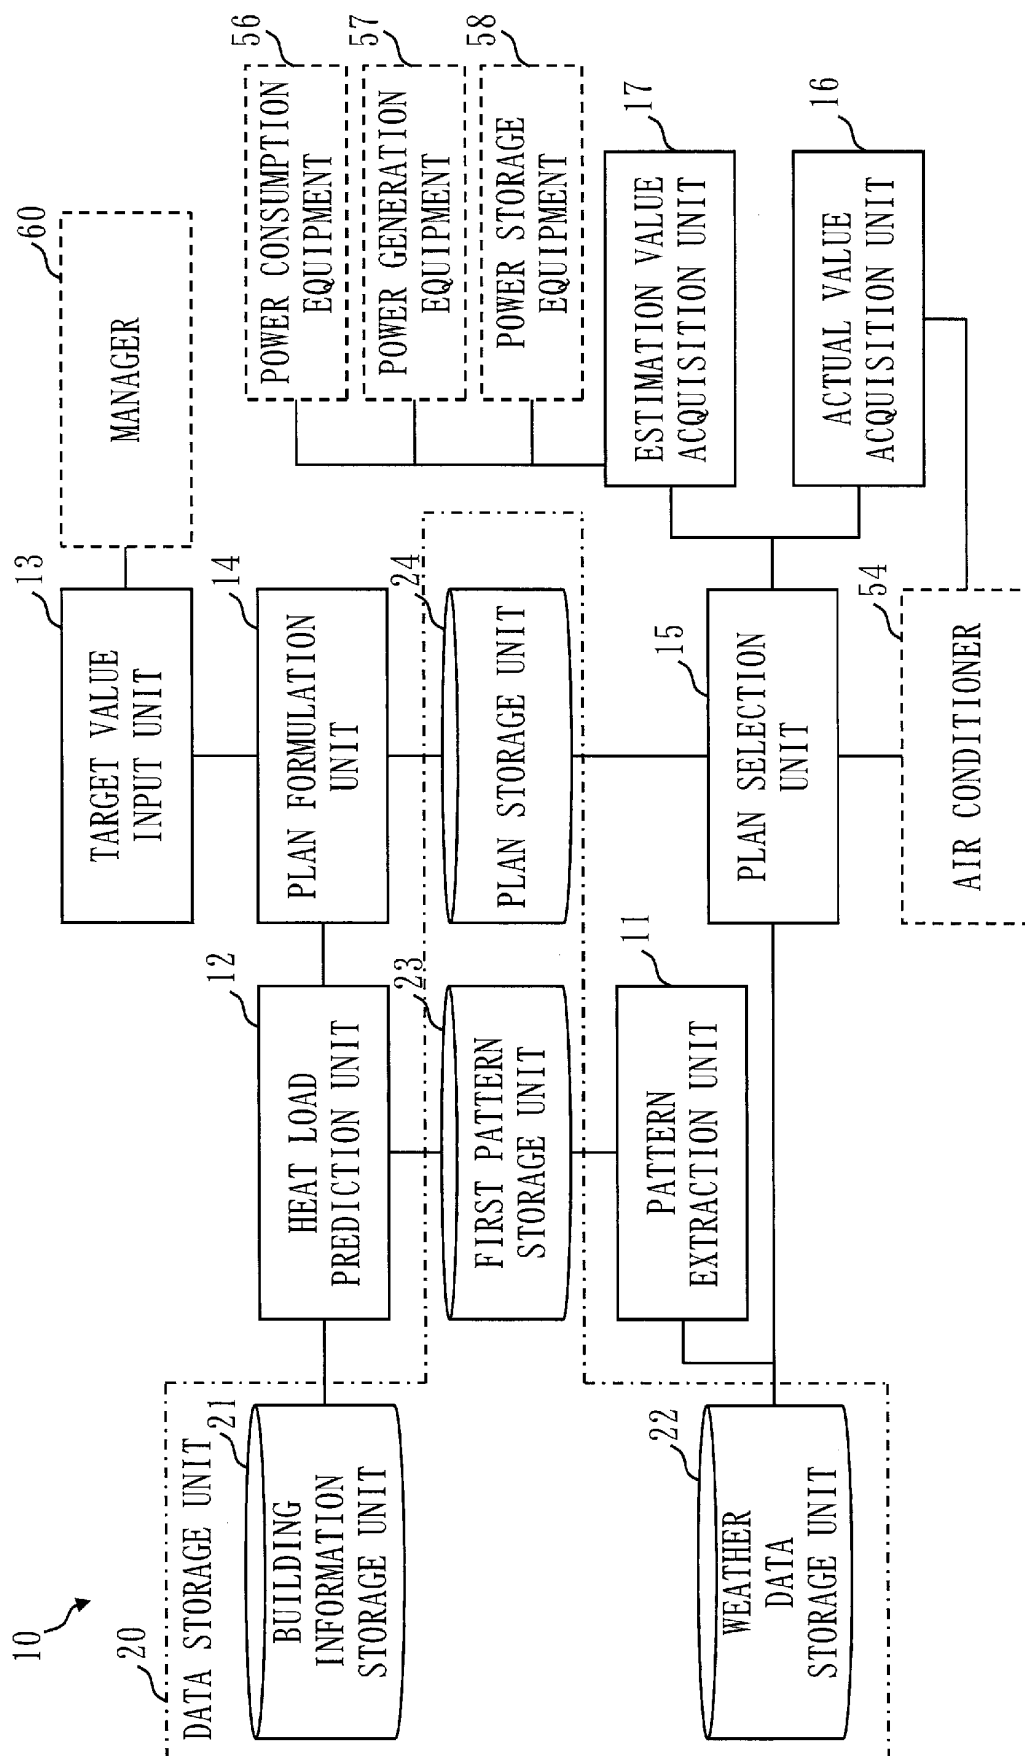 10
20
DATA STORAGE UNIT
21
BUILDING
INFORMATION
STORAGE UNIT
22
WEATHER
DATA
STORAGE UNIT
12
HEAT LOAD
PREDICTION UNIT
23
FIRST PATTERN
STORAGE UNIT
11
PATTERN
EXTRACTION UNIT
13
TARGET VALUE
INPUT UNIT
14
PLAN FORMULATION
UNIT
24
PLAN STORAGE UNIT
15
PLAN SELECTION
UNIT
54
AIR CONDITIONER
60
MANAGER
56
POWER CONSUMPTION
EQUIPMENT
57
POWER GENERATION
EQUIPMENT
58
POWER STORAGE
EQUIPMENT
17
ESTIMATION VALUE
ACQUISITION UNIT
16
ACTUAL VALUE
ACQUISITION UNIT